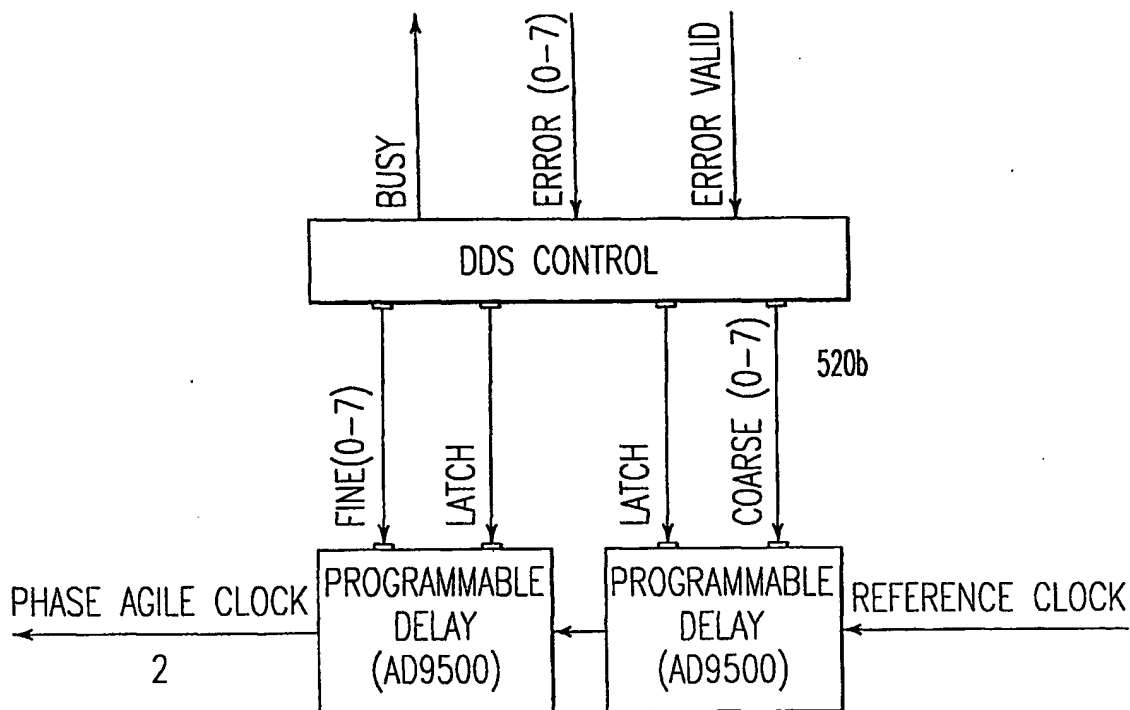 BUSY
ERROR (0-7)
ERROR VALID
DDS CONTROL
FINE(0-7)
LATCH
LATCH
COARSE (0-7)
520b
PHASE AGILE CLOCK
2
PROGRAMMABLE
DELAY
(AD9500)
PROGRAMMABLE
DELAY
(AD9500)
REFERENCE CLOCK